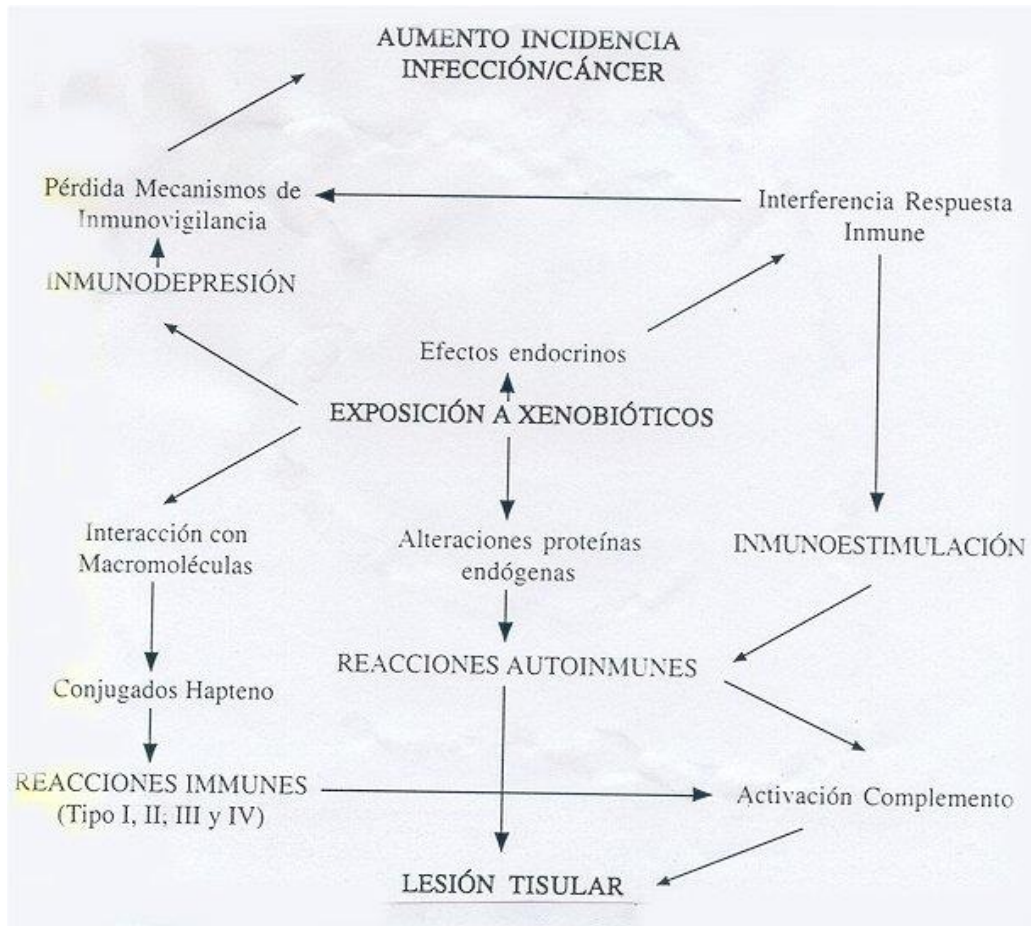 AUMENTO INCIDENCIA
INFECCIÓN/CÁNCER
Pérdida Mecanismos de
Inmunovigilancia
Interferencia Respuesta
Inmune
INMUNODEPRESIÓN
Efectos endocrinos
EXPOSICIÓN A XENOBIÓTICOS
Interacción con
Macromoléculas
Alteraciones proteínas
endógenas
INMUNOESTIMULACIÓN
REACCIONES AUTOINMUNES
Conjugados Hapteno
REACCIONES IMMUNES
(Tipo I, II, III y IV)
Activación Complemento
LESIÓN TISULAR